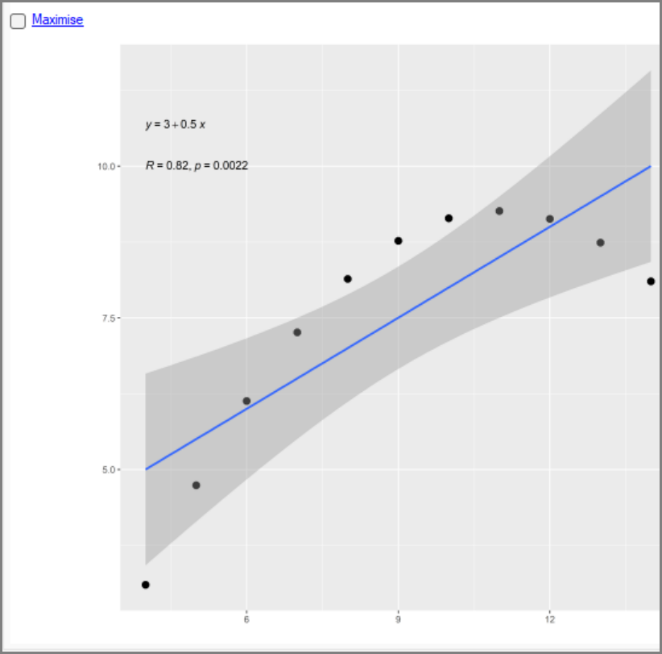 Maximise
y = 3 + 0.5 x
R = 0.82, p = 0.0022
10.0
7.5
5.0
6 9 12